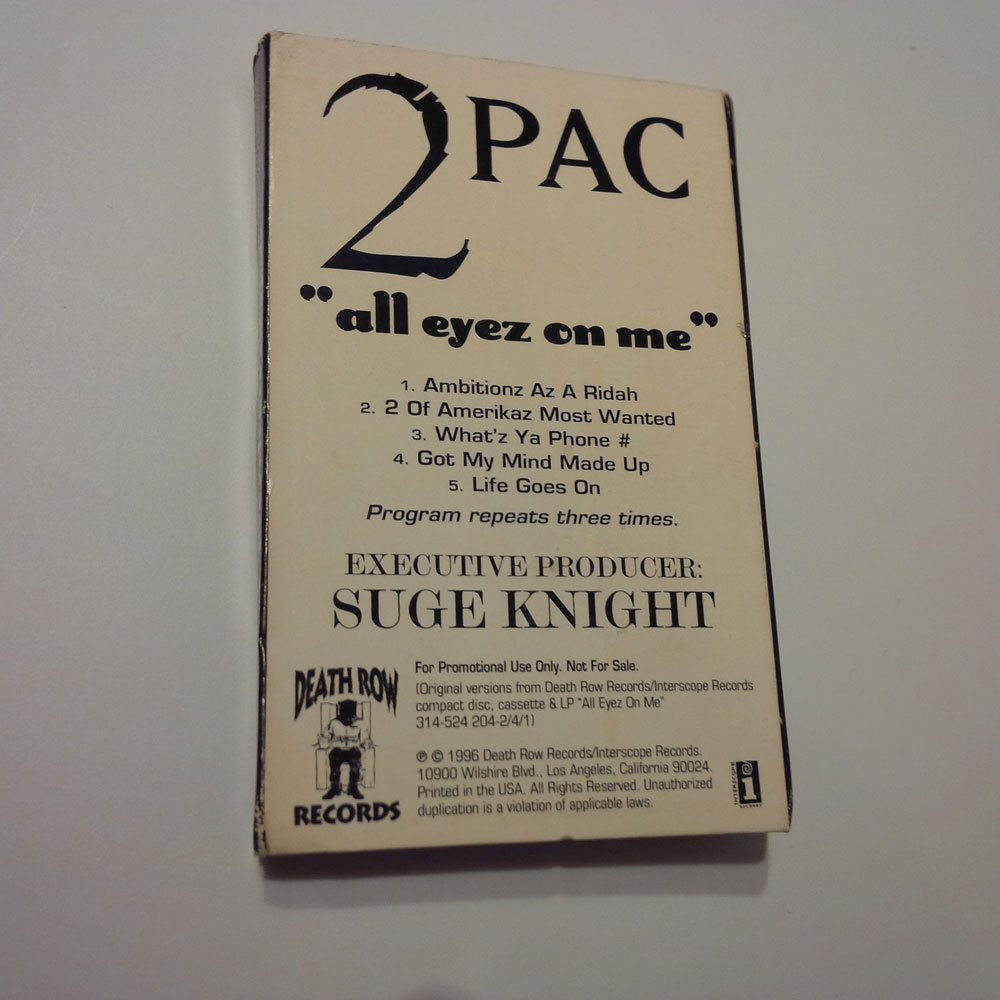 2PAC
"all eyez on me"
1. Ambitionz Az A Ridah
2. 2 Of Amerikaz Most Wanted
3. What'z Ya Phone #
4. Got My Mind Made Up
5. Life Goes On
Program repeats three times.
EXECUTIVE PRODUCER:
SUGE KNIGHT
DEATH ROW
RECORDS
For Promotional Use Only. Not For Sale.
(Original versions from Death Row Records/Interscope Records
compact disc, cassette & LP "All Eyez On Me"
314-524 204-2/4/1)
℗ © 1996 Death Row Records/Interscope Records.
10900 Wilshire Blvd., Los Angeles, California 90024.
Printed in the USA. All Rights Reserved. Unauthorized
duplication is a violation of applicable laws.
INTERSCOPE
i
RECORDS